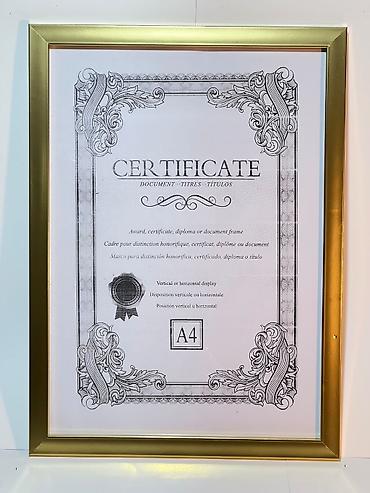 CERTIFICATE
DOCUMENT - TITRES - TÍTULOS
Award, certificate, diploma or document frame
Cadre pour distinction honorifique, certificat, diplôme ou document
Marco para distinción honorífica, certificado, diploma o título
Vertical or horizontal display
Disposition verticale ou horizontale
Posición vertical u horizontal
A4